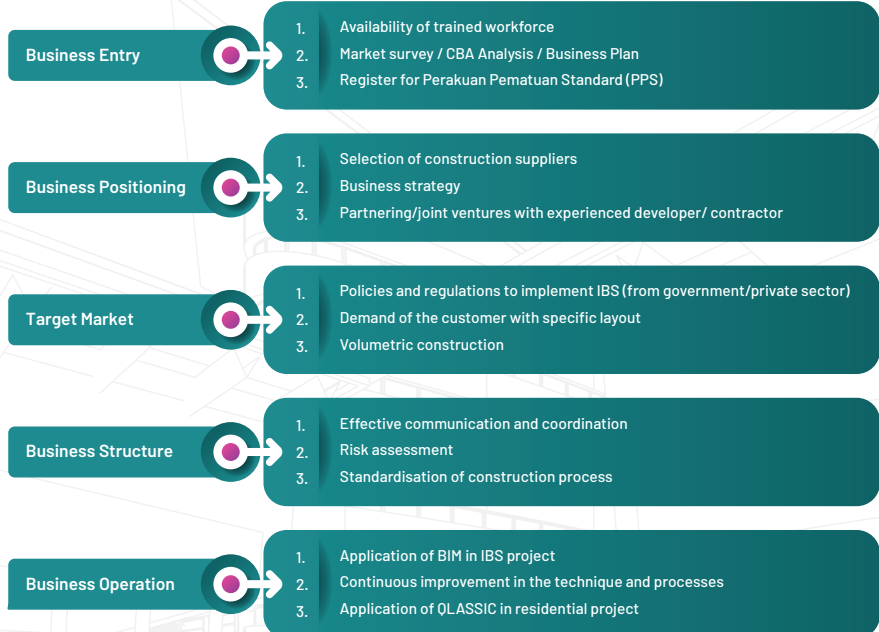 Business Entry
1. Availability of trained workforce
2. Market survey / CBA Analysis / Business Plan
3. Register for Perakuan Pematuan Standard (PPS)
Business Positioning
1. Selection of construction suppliers
2. Business strategy
3. Partnering/joint ventures with experienced developer/ contractor
Target Market
1. Policies and regulations to implement IBS (from government/private sector)
2. Demand of the customer with specific layout
3. Volumetric construction
Business Structure
1. Effective communication and coordination
2. Risk assessment
3. Standardisation of construction process
Business Operation
1. Application of BIM in IBS project
2. Continuous improvement in the technique and processes
3. Application of QLASSIC in residential project